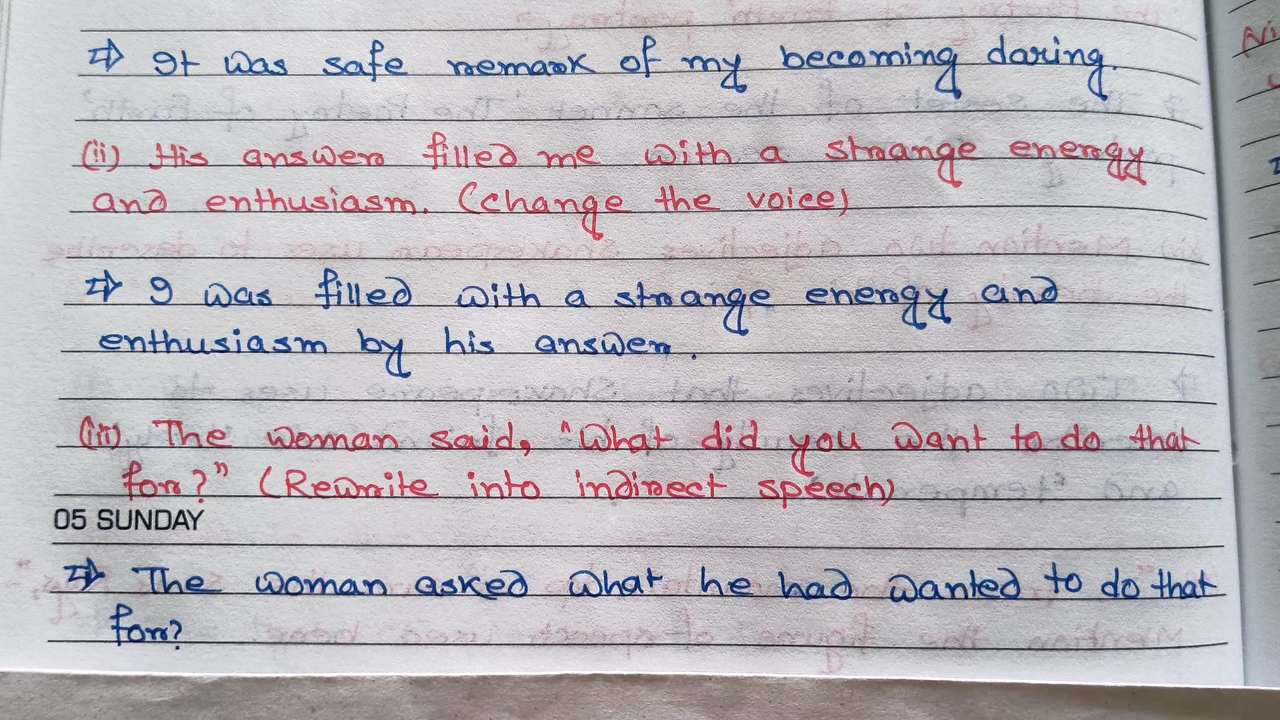 ⇒ It was safe remark of my becoming daring.
(ii) His answer filled me with a strange energy
and enthusiasm. (change the voice)
⇒ I was filled with a strange energy and
enthusiasm by his answer.
(iii) The woman said, "What did you want to do that
for?" (Rewrite into indirect speech)
05 SUNDAY
⇒ The woman asked what he had wanted to do that
for?